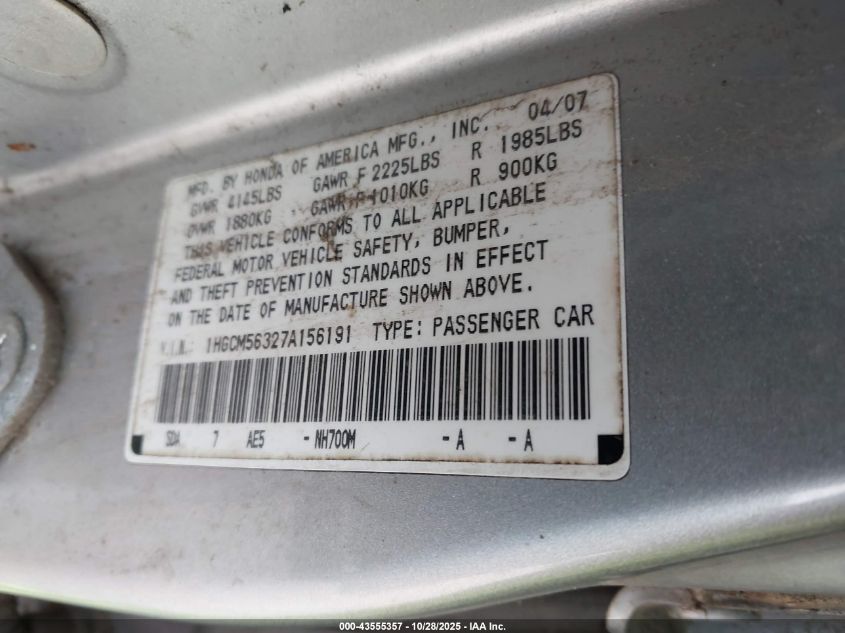 MFD. BY HONDA OF AMERICA MFG., INC. 04/07
GVWR 4145LBS GAWR F 2225LBS R 1985LBS
GVWR 1880KG , GAWR F 1010KG R 900KG
THIS VEHICLE CONFORMS TO ALL APPLICABLE
FEDERAL MOTOR VEHICLE SAFETY, BUMPER,
AND THEFT PREVENTION STANDARDS IN EFFECT
ON THE DATE OF MANUFACTURE SHOWN ABOVE.
V.I.N.: 1HGCM56327A156191 TYPE: PASSENGER CAR
SDA 7 AE5 -NH700M -A -A
000-43555357 | 10/28/2025 - IAA Inc.